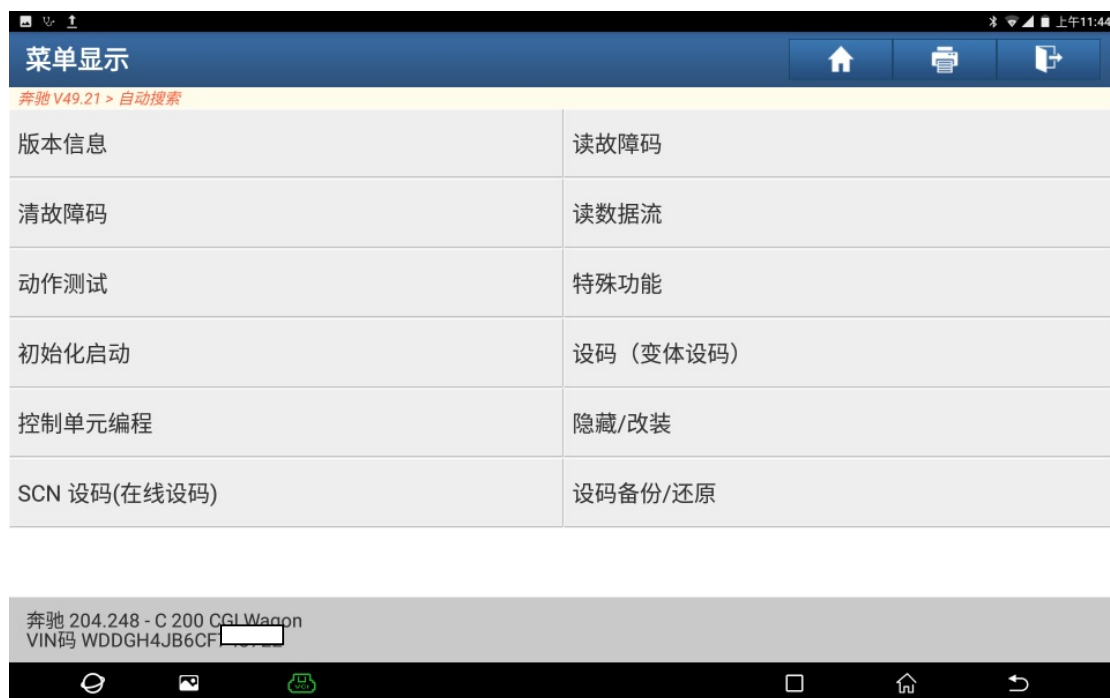 上午11:44
菜单显示
奔驰 V49.21 > 自动搜索
版本信息
读故障码
清故障码
读数据流
动作测试
特殊功能
初始化启动
设码（变体设码）
控制单元编程
隐藏/改装
SCN 设码(在线设码)
设码备份/还原
奔驰 204.248 - C 200 CGI Wagon
VIN码 WDDGH4JB6CF